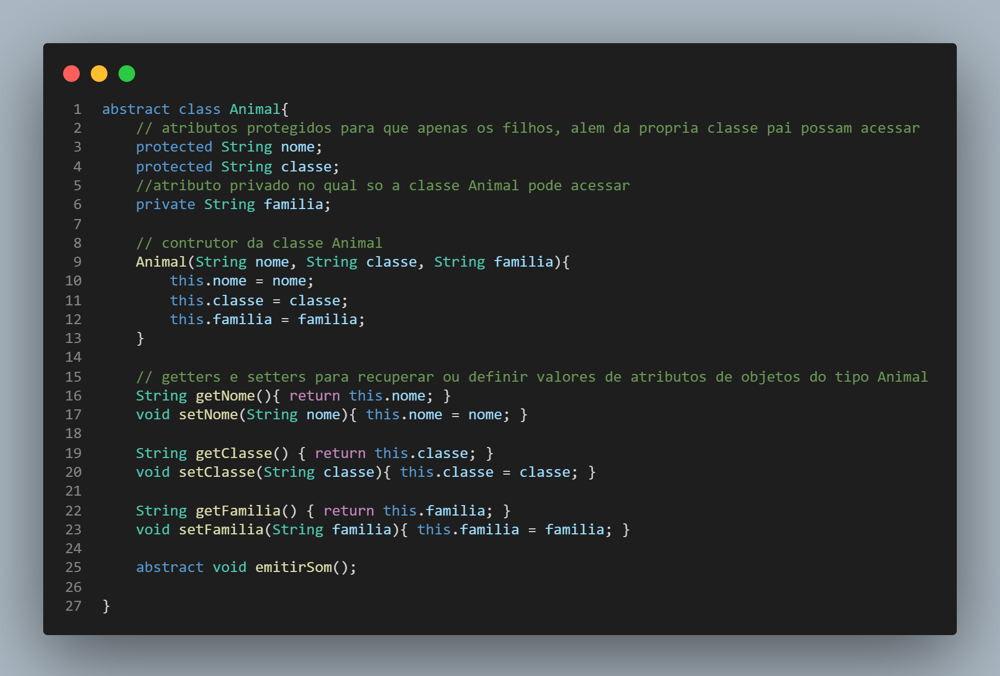 1 abstract class Animal{
2 // atributos protegidos para que apenas os filhos, alem da propria classe pai possam acessar
3 protected String nome;
4 protected String classe;
5 //atributo privado no qual so a classe Animal pode acessar
6 private String familia;
7
8 // contrutor da classe Animal
9 Animal(String nome, String classe, String familia){
10 this.nome = nome;
11 this.classe = classe;
12 this.familia = familia;
13 }
14
15 // getters e setters para recuperar ou definir valores de atributos de objetos do tipo Animal
16 String getNome(){ return this.nome; }
17 void setNome(String nome){ this.nome = nome; }
18
19 String getClasse() { return this.classe; }
20 void setClasse(String classe){ this.classe = classe; }
21
22 String getFamilia() { return this.familia; }
23 void setFamilia(String familia){ this.familia = familia; }
24
25 abstract void emitirSom();
26
27 }